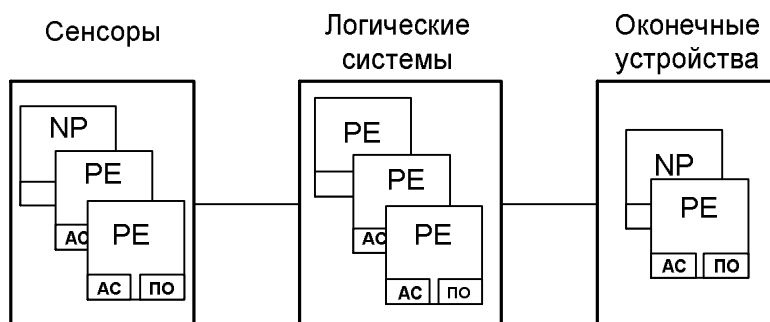 Сенсоры
Логические
системы
Оконечные
устройства
NP
PE
АС
PE
АС ПО
PE
PE
АС
PE
АС ПО
NP
PE
АС ПО